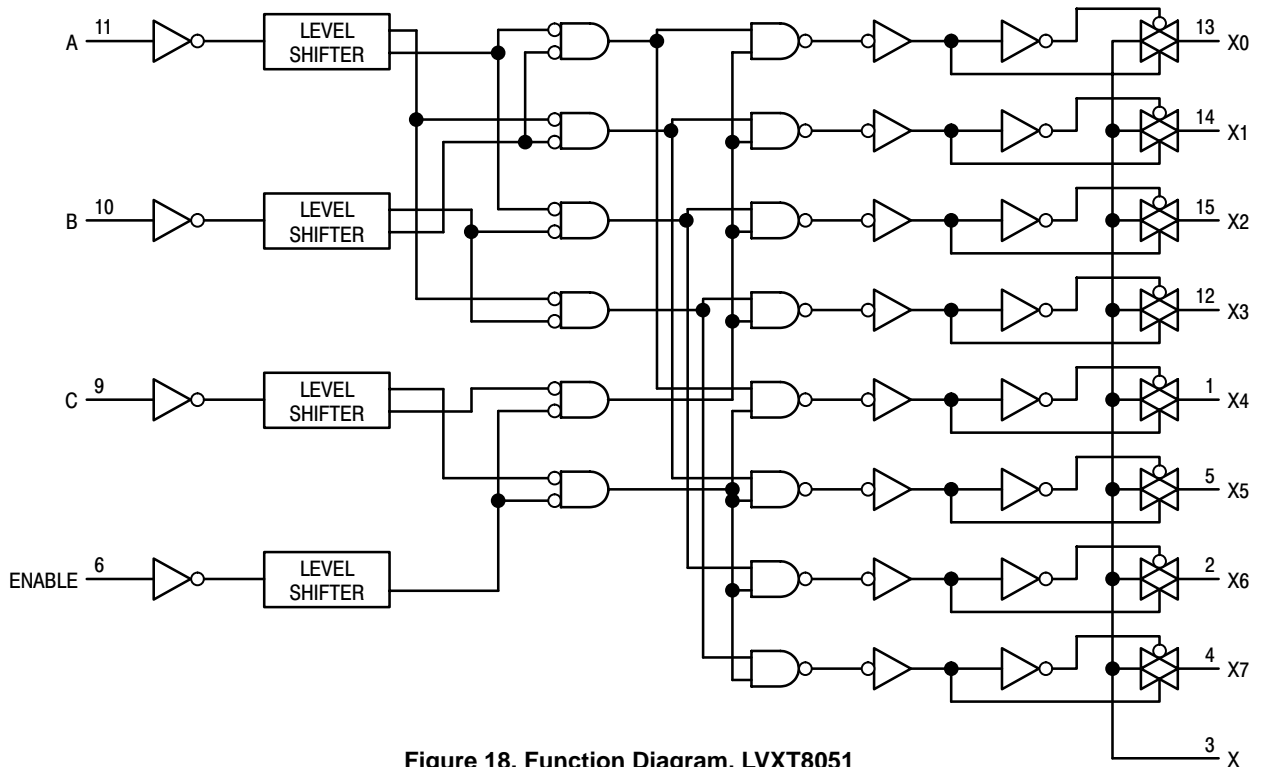 A 11 LEVEL SHIFTER 13 X0
14 X1
B 10 LEVEL SHIFTER 15 X2
12 X3
C 9 LEVEL SHIFTER 1 X4
5 X5
ENABLE 6 LEVEL SHIFTER 2 X6
4 X7
3 X
Figure 18. Function Diagram, LVXT8051